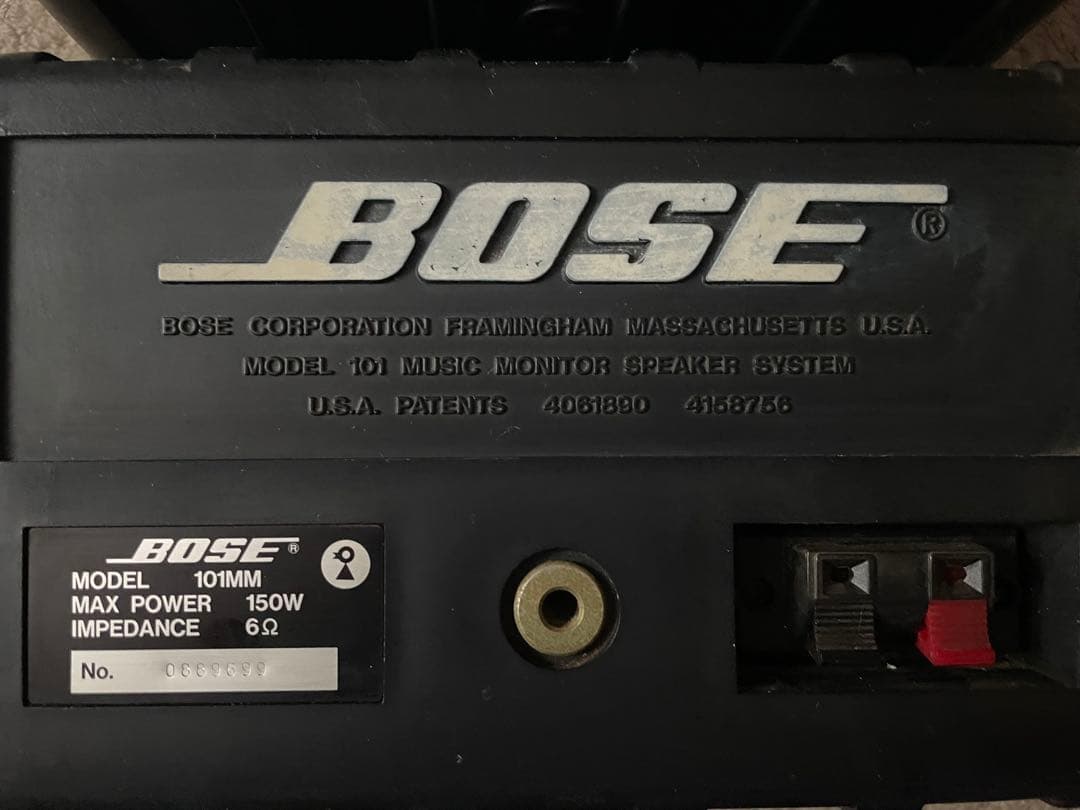 BOSE®
BOSE CORPORATION FRAMINGHAM MASSACHUSETTS U.S.A.
MODEL 101 MUSIC MONITOR SPEAKER SYSTEM
U.S.A. PATENTS 4061890 4158756
BOSE®
MODEL 101MM
MAX POWER 150W
IMPEDANCE 6Ω
No.